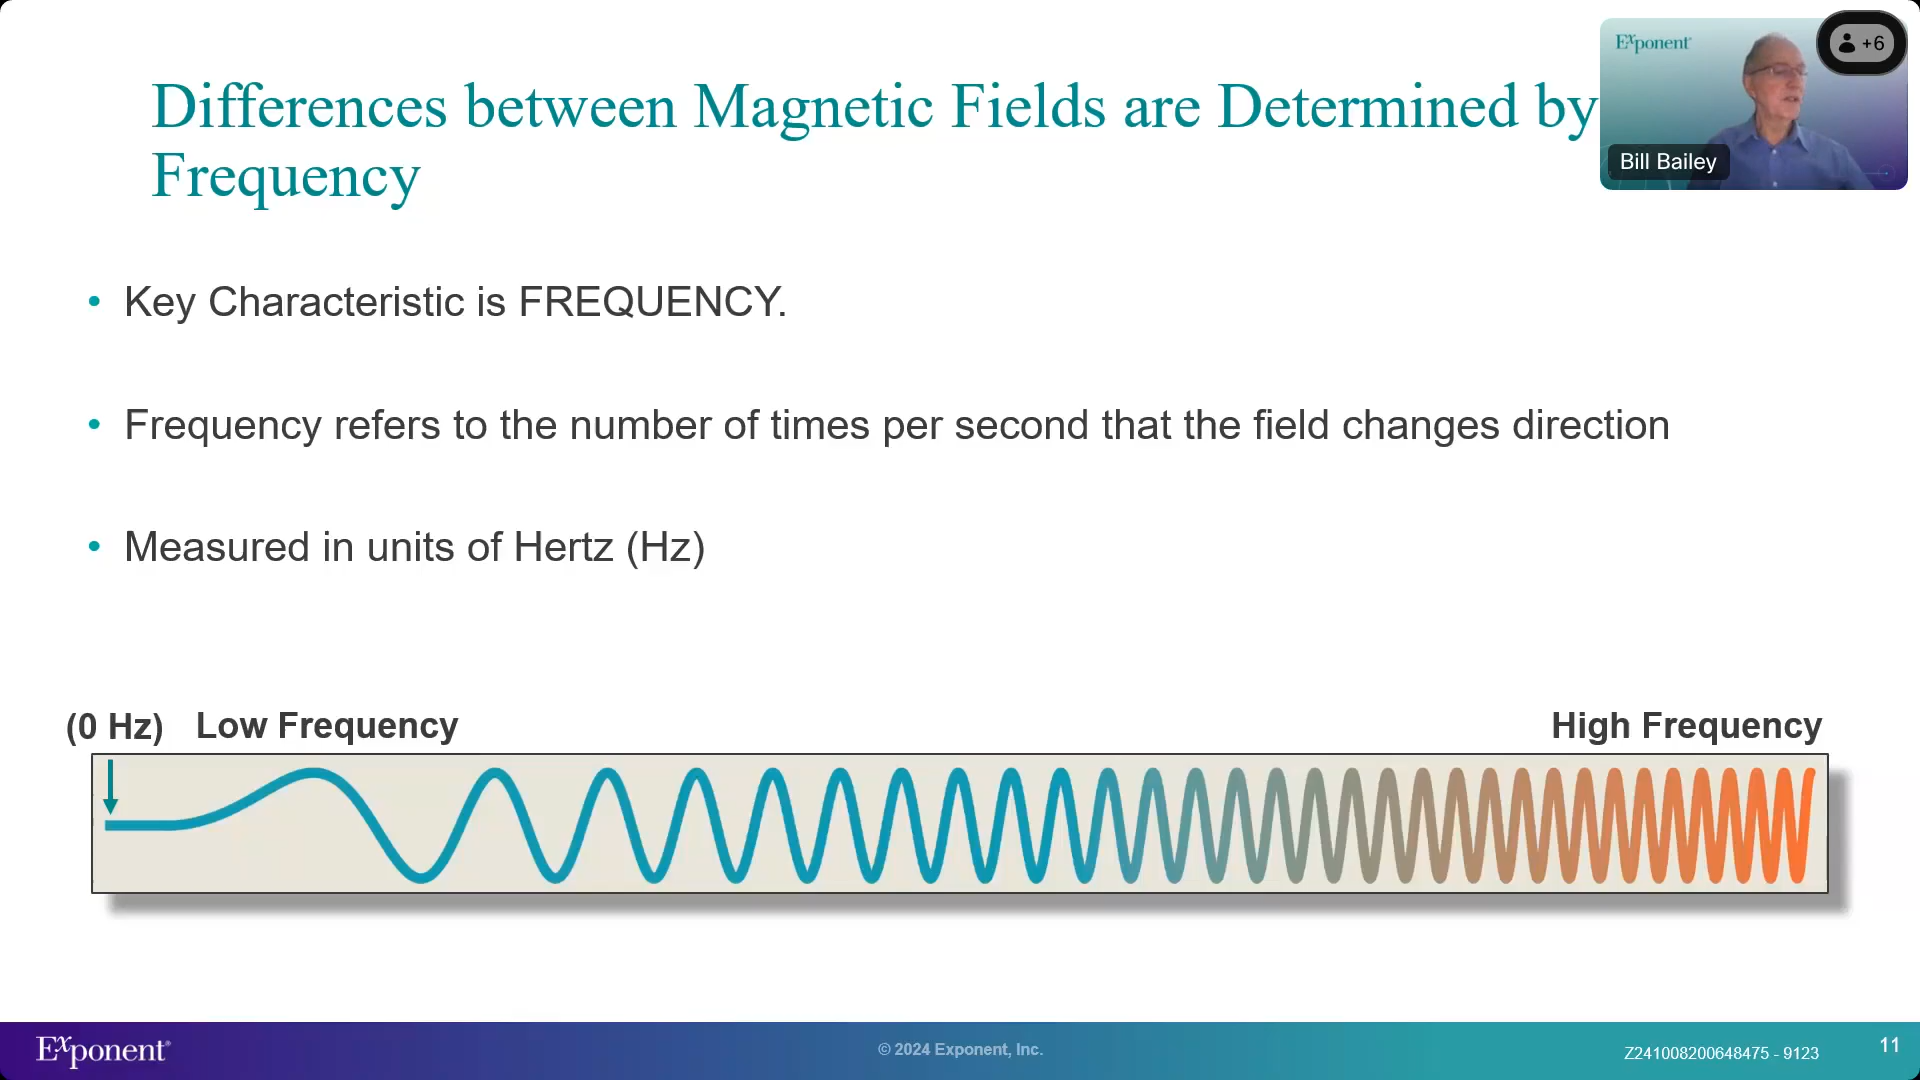 Exponent
+6
Differences between Magnetic Fields are Determined by
Frequency
Bill Bailey
• Key Characteristic is FREQUENCY.
• Frequency refers to the number of times per second that the field changes direction
• Measured in units of Hertz (Hz)
(0 Hz) Low Frequency High Frequency
Exponent®
© 2024 Exponent, Inc.
Z241008200648475 - 9123
11